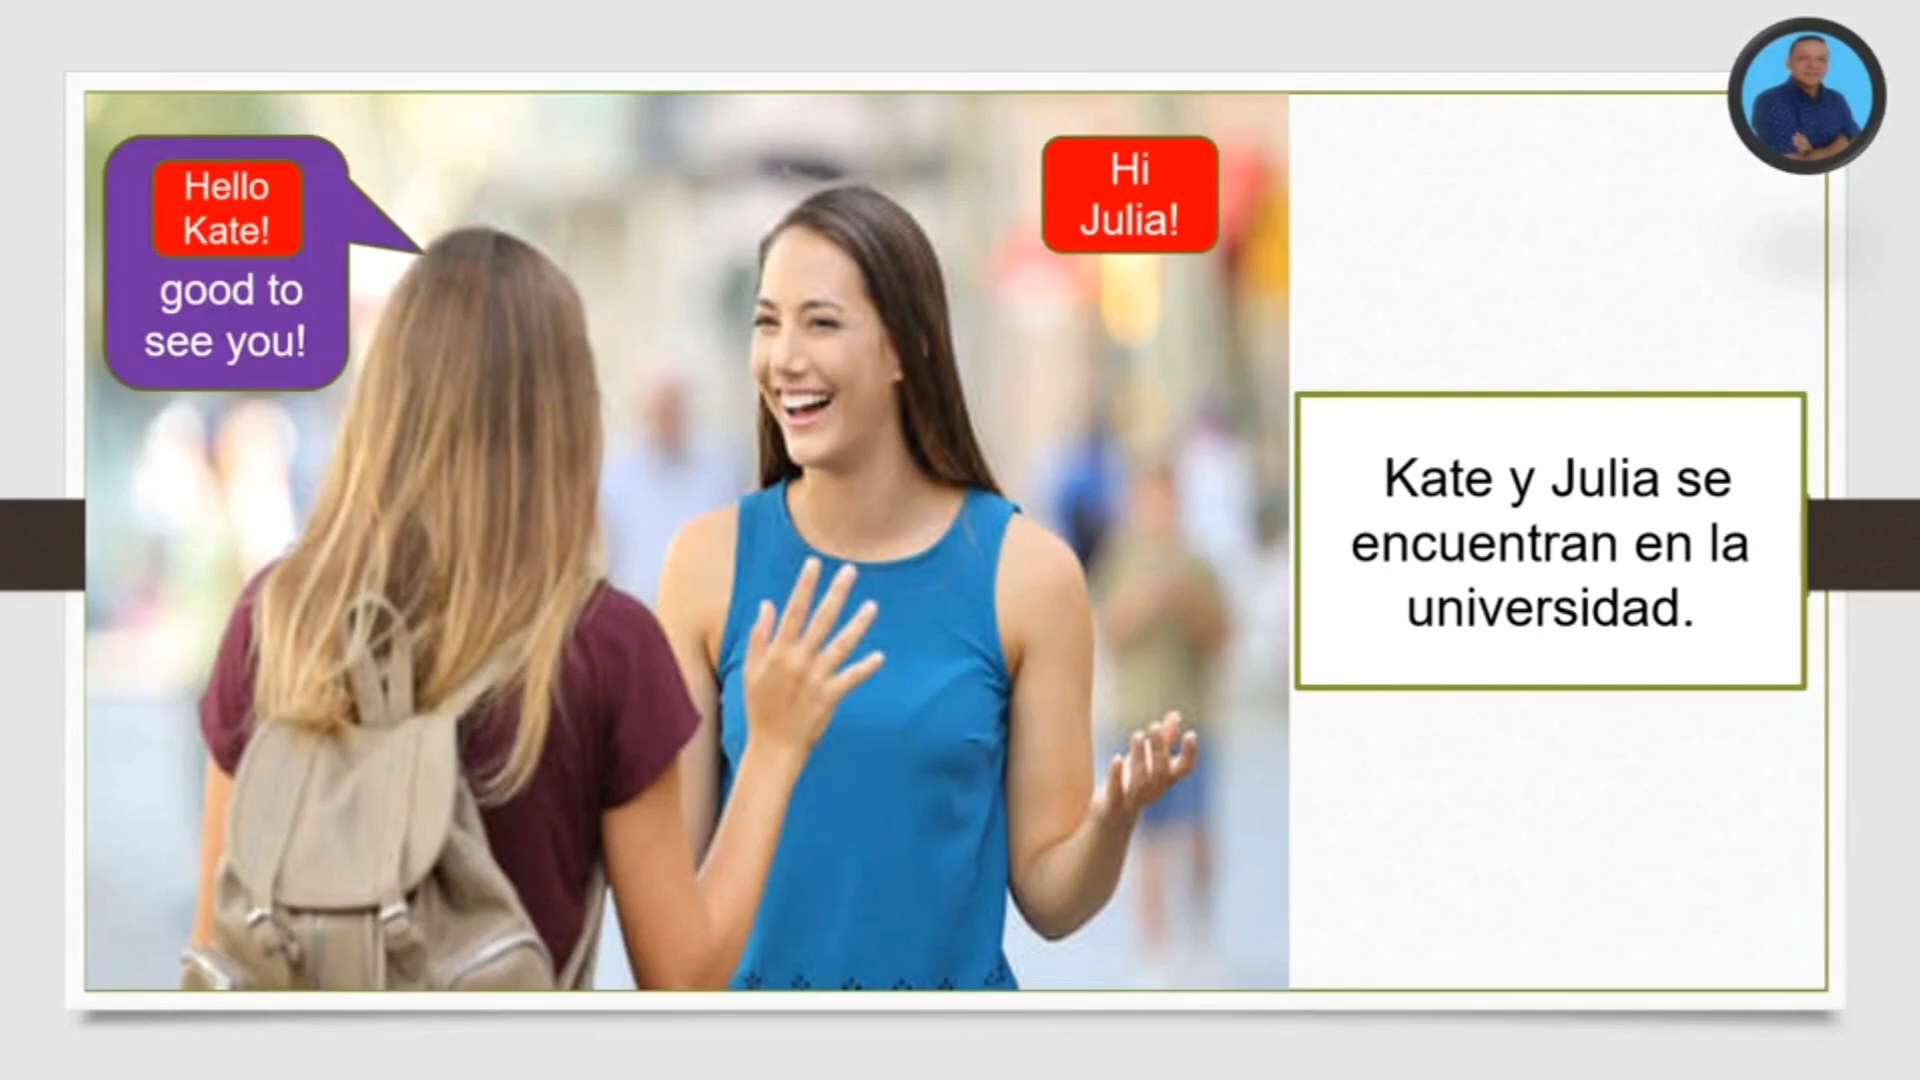 Hello
Kate!
good to
see you!
Hi
Julia!
Kate y Julia se
encuentran en la
universidad.